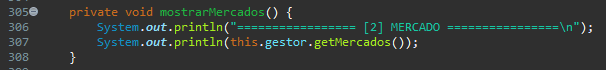 305 private void mostrarMercados() {
306 System.out.println("================= [2] MERCADO ================\n");
307 System.out.println(this.gestor.getMercados());
308 }